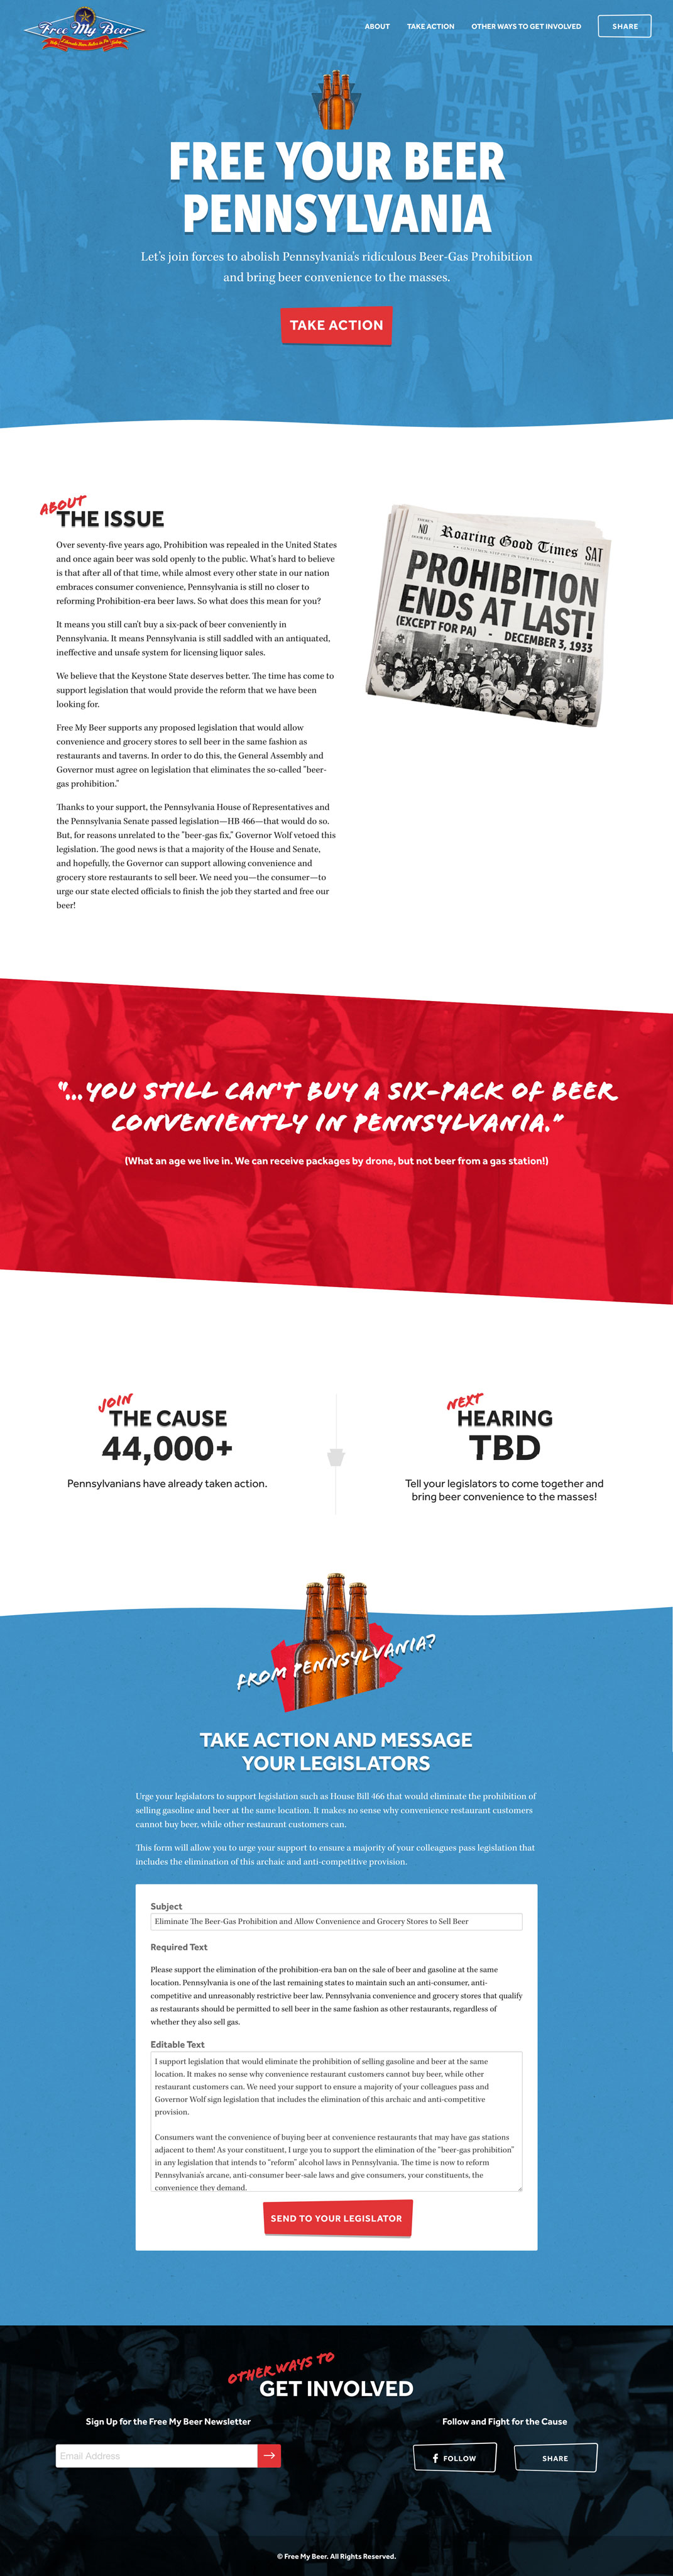 Free My Beer
ABOUT
TAKE ACTION
OTHER WAYS TO GET INVOLVED
SHARE
WE WANT BEER
WE WANT BEER
FREE YOUR BEER
PENNSYLVANIA
Let's join forces to abolish Pennsylvania's ridiculous Beer-Gas Prohibition
and bring beer convenience to the masses.
TAKE ACTION
ABOUT
THE ISSUE
Over seventy-five years ago, Prohibition was repealed in the United States
and once again beer was sold openly to the public. What's hard to believe
is that after all of that time, while almost every other state in our nation
embraces consumer convenience, Pennsylvania is still no closer to
reforming Prohibition-era beer laws. So what does this mean for you?
It means you still can't buy a six-pack of beer conveniently in
Pennsylvania. It means Pennsylvania is still saddled with an antiquated,
ineffective and unsafe system for licensing liquor sales.
We believe that the Keystone State deserves better. The time has come to
support legislation that would provide the reform that we have been
looking for.
Free My Beer supports any proposed legislation that would allow
convenience and grocery stores to sell beer in the same fashion as
restaurants and taverns. In order to do this, the General Assembly and
Governor must agree on legislation that eliminates the so-called "beer-
gas prohibition."
Thanks to your support, the Pennsylvania House of Representatives and
the Pennsylvania Senate passed legislation—HB 466—that would do so.
But, for reasons unrelated to the "beer-gas fix," Governor Wolf vetoed this
legislation. The good news is that a majority of the House and Senate,
and hopefully, the Governor can support allowing convenience and
grocery store restaurants to sell beer. We need you—the consumer—to
urge our state elected officials to finish the job they started and free our
beer!
THERE'S
NO
Roaring Good Times
SAT
PROHIBITION
ENDS AT LAST!
(EXCEPT FOR PA) - DECEMBER 3, 1933
"...YOU STILL CAN'T BUY A SIX-PACK OF BEER
CONVENIENTLY IN PENNSYLVANIA."
(What an age we live in. We can receive packages by drone, but not beer from a gas station!)
JOIN
THE CAUSE
44,000+
Pennsylvanians have already taken action.
NEXT
HEARING
TBD
Tell your legislators to come together and
bring beer convenience to the masses!
FROM PENNSYLVANIA?
TAKE ACTION AND MESSAGE
YOUR LEGISLATORS
Urge your legislators to support legislation such as House Bill 466 that would eliminate the prohibition of
selling gasoline and beer at the same location. It makes no sense why convenience restaurant customers
cannot buy beer, while other restaurant customers can.
This form will allow you to urge your support to ensure a majority of your colleagues pass legislation that
includes the elimination of this archaic and anti-competitive provision.
Subject
Eliminate The Beer-Gas Prohibition and Allow Convenience and Grocery Stores to Sell Beer
Required Text
Please support the elimination of the prohibition-era ban on the sale of beer and gasoline at the same
location. Pennsylvania is one of the last remaining states to maintain such an anti-consumer, anti-
competitive and unreasonably restrictive beer law. Pennsylvania convenience and grocery stores that qualify
as restaurants should be permitted to sell beer in the same fashion as other restaurants, regardless of
whether they also sell gas.
Editable Text
I support legislation that would eliminate the prohibition of selling gasoline and beer at the same
location. It makes no sense why convenience restaurant customers cannot buy beer, while other
restaurant customers can. We need your support to ensure a majority of your colleagues pass and
Governor Wolf sign legislation that includes the elimination of this archaic and anti-competitive
provision.
Consumers want the convenience of buying beer at convenience restaurants that may have gas stations
adjacent to them! As your constituent, I urge you to support the elimination of the "beer-gas prohibition"
in any legislation that intends to "reform" alcohol laws in Pennsylvania. The time is now to reform
Pennsylvania's arcane, anti-consumer beer-sale laws and give consumers, your constituents, the
convenience they demand.
SEND TO YOUR LEGISLATOR
OTHER WAYS TO
GET INVOLVED
Sign Up for the Free My Beer Newsletter
Email Address
Follow and Fight for the Cause
FOLLOW
SHARE
© Free My Beer. All Rights Reserved.